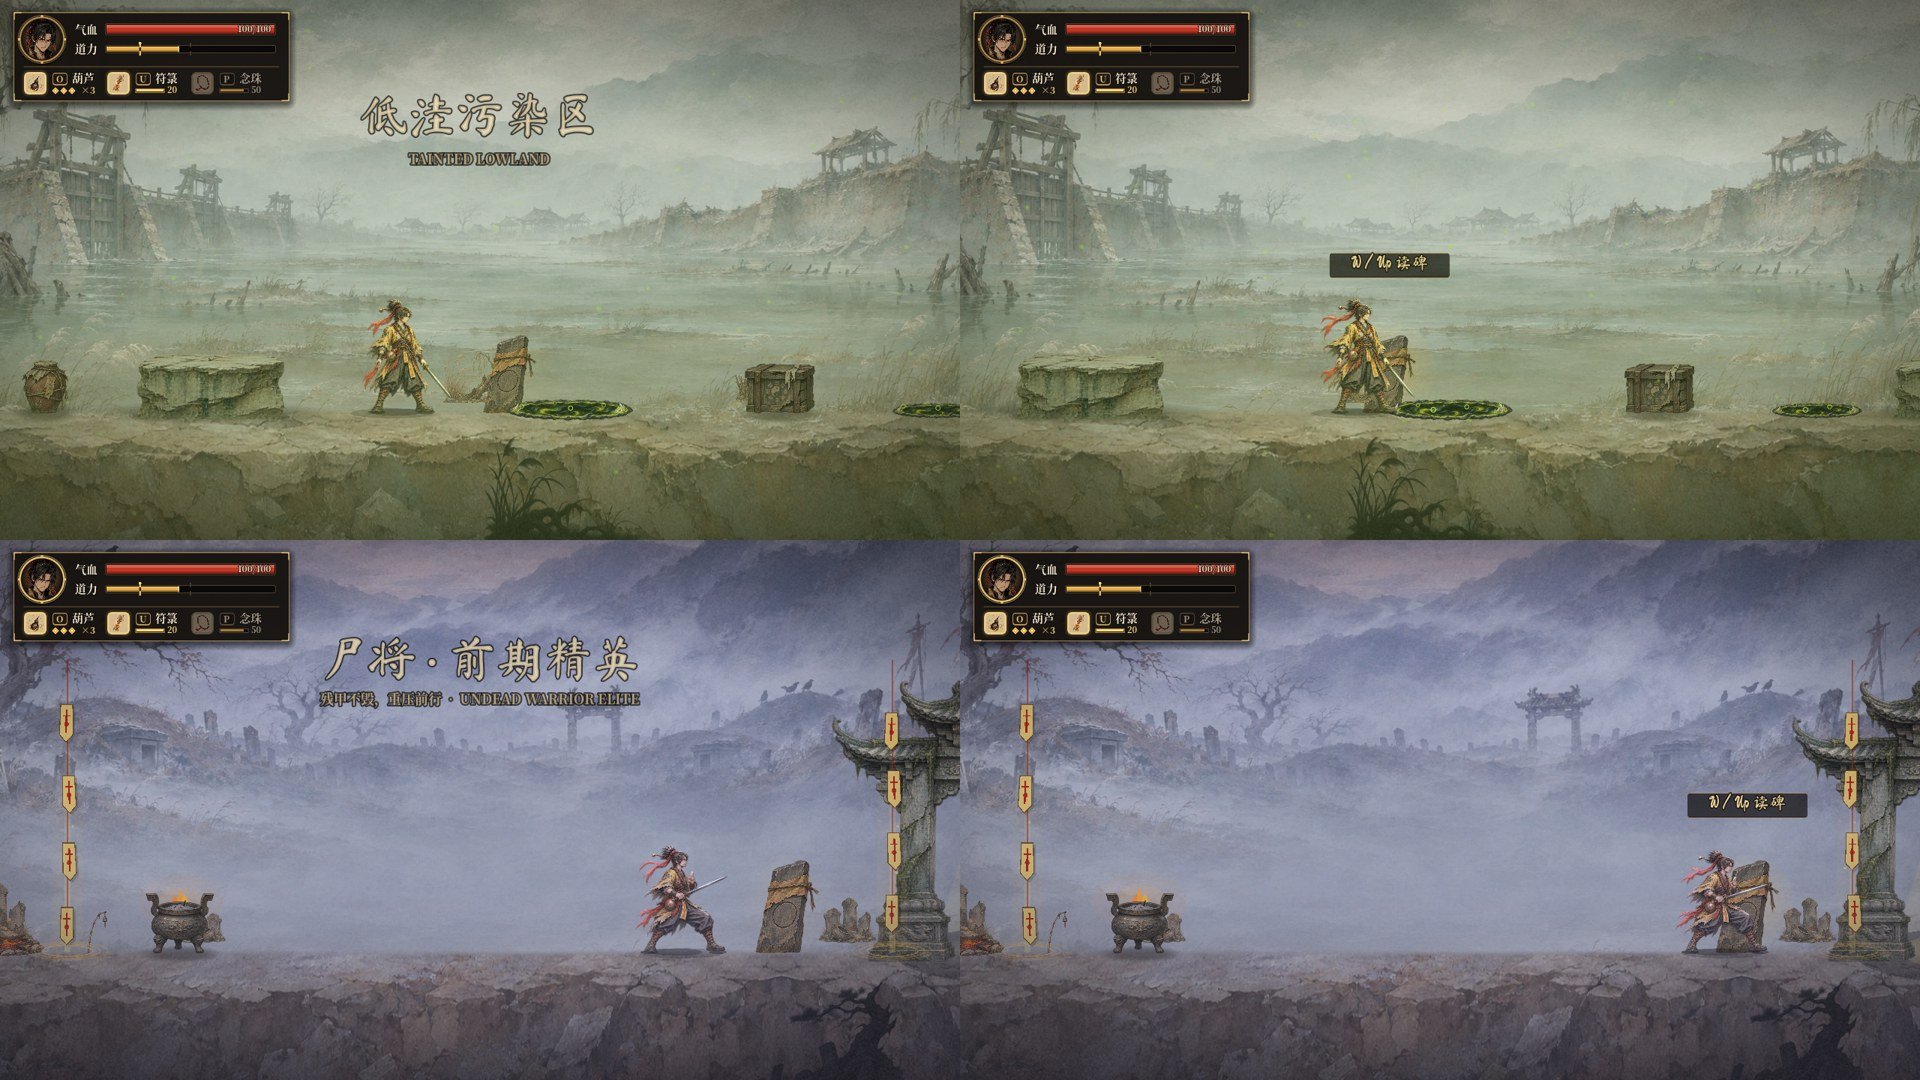 气血 100/100
道力
O 葫芦 ×3 U 符箓 20 P 念珠 50
低洼污染区
TAINTED LOWLAND
气血 100/100
道力
O 葫芦 ×3 U 符箓 20 P 念珠 50
W / Up 读碑
气血 100/100
道力
O 葫芦 ×3 U 符箓 20 P 念珠 50
尸将·前期精英
残甲不毁，重压前行 · UNDEAD WARRIOR ELITE
气血 100/100
道力
O 葫芦 ×3 U 符箓 20 P 念珠 50
W / Up 读碑